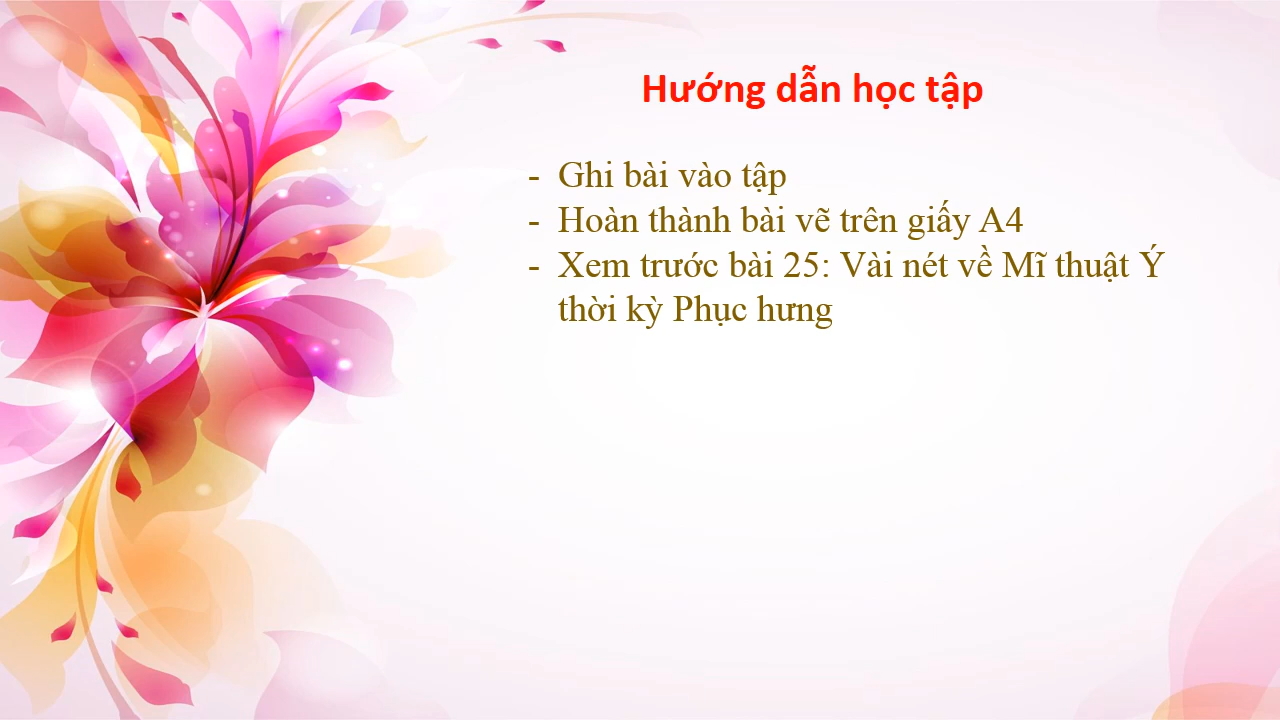 Hướng dẫn học tập
- Ghi bài vào tập
- Hoàn thành bài vẽ trên giấy A4
- Xem trước bài 25: Vài nét về Mĩ thuật Ý
thời kỳ Phục hưng